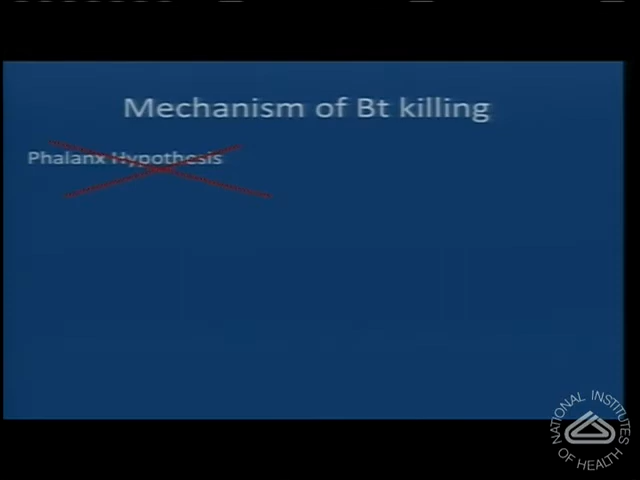 Mechanism of Bt killing
Phalanx Hypothesis
NATIONAL INSTITUTES
OF HEALTH